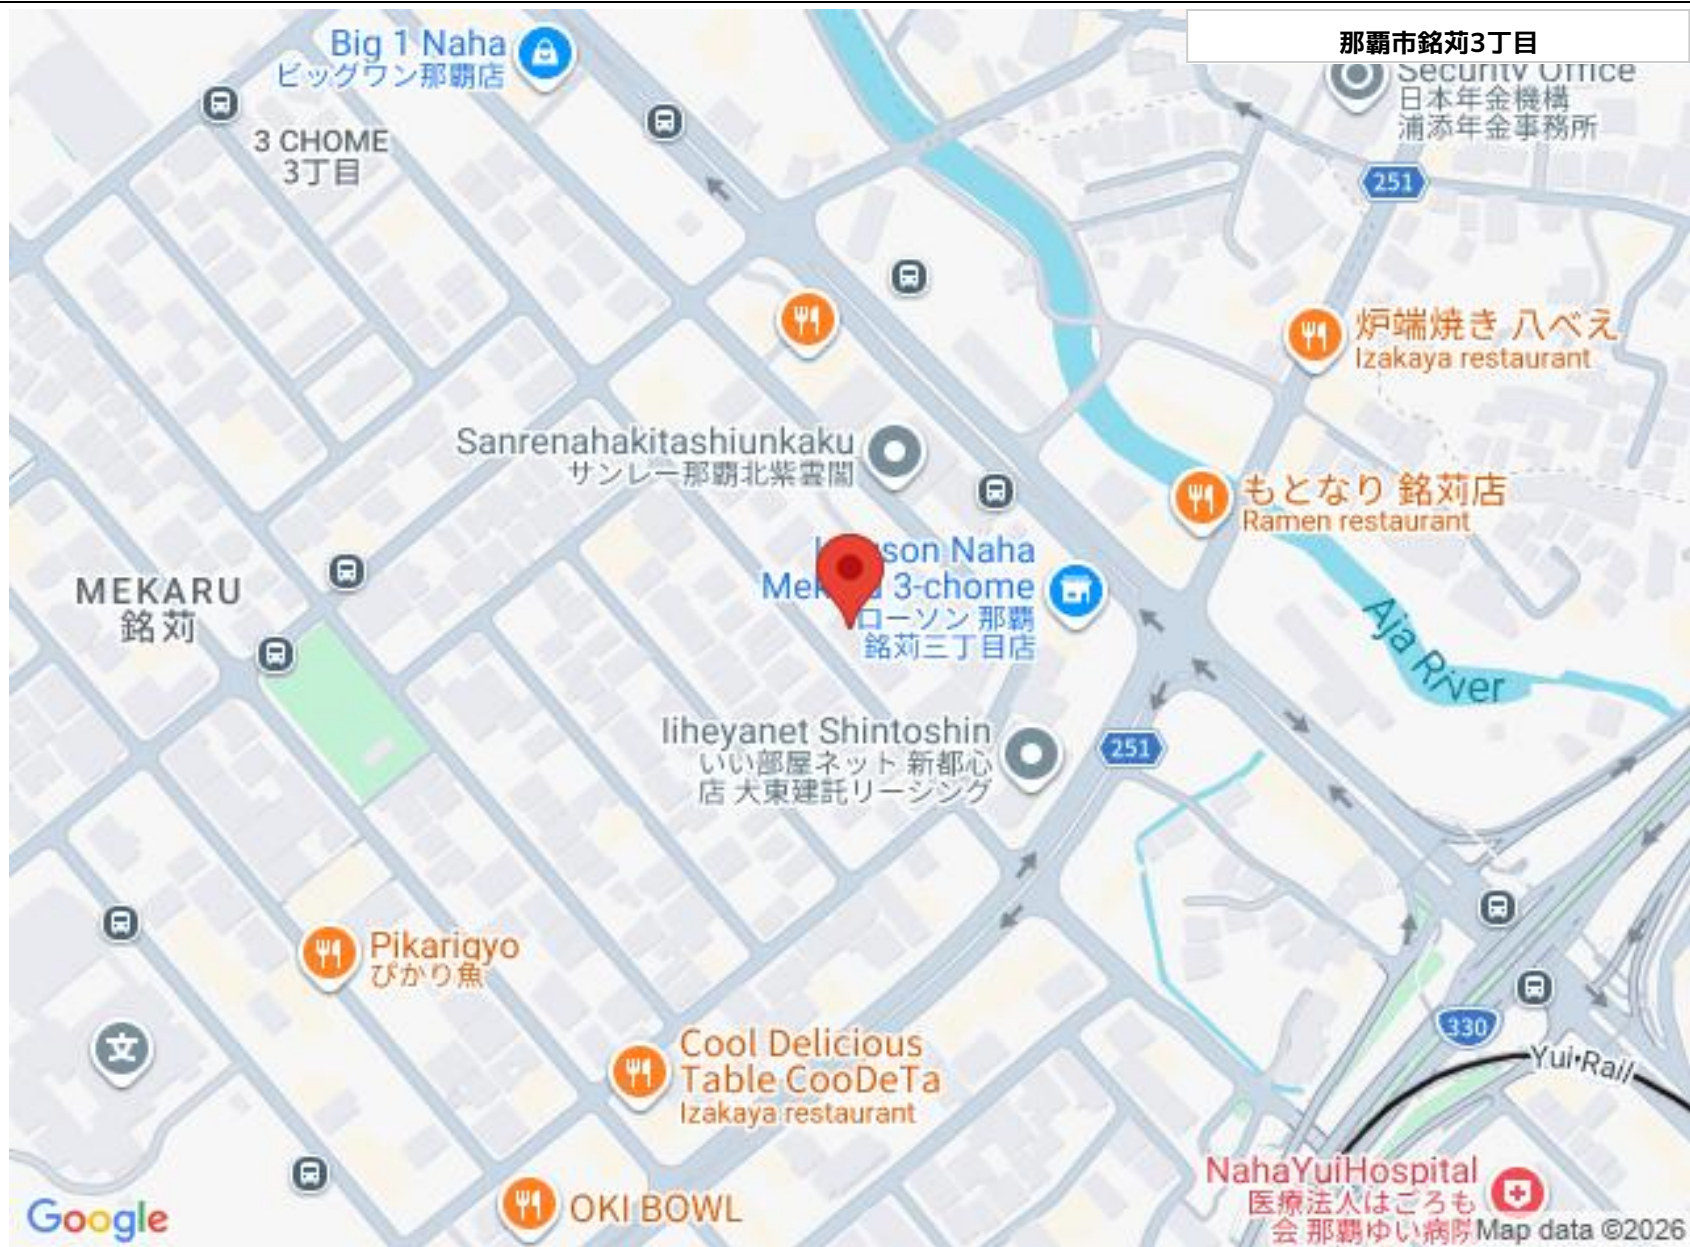 那覇市銘苅3丁目
Big 1 Naha
ビッグワン那覇店
Security Office
日本年金機構
浦添年金事務所
3 CHOME
3丁目
251
炉端焼き 八べえ
Izakaya restaurant
Sanrenahakitashiunkaku
サンレー那覇北紫雲閣
もとなり 銘苅店
Ramen restaurant
Naha
3-chome
ローソン 那覇
銘苅三丁目店
MEKARU
銘苅
Aja River
Iiheyanet Shintoshin
いい部屋ネット 新都心
店 大東建託リーシング
251
Pikarigyo
ぴかり魚
文
330
Yui Rail
Cool Delicious
Table CooDeTa
Izakaya restaurant
NahaYuiHospital
医療法人はごろも
会 那覇ゆい病院
OKI BOWL
Google
Map data ©2026